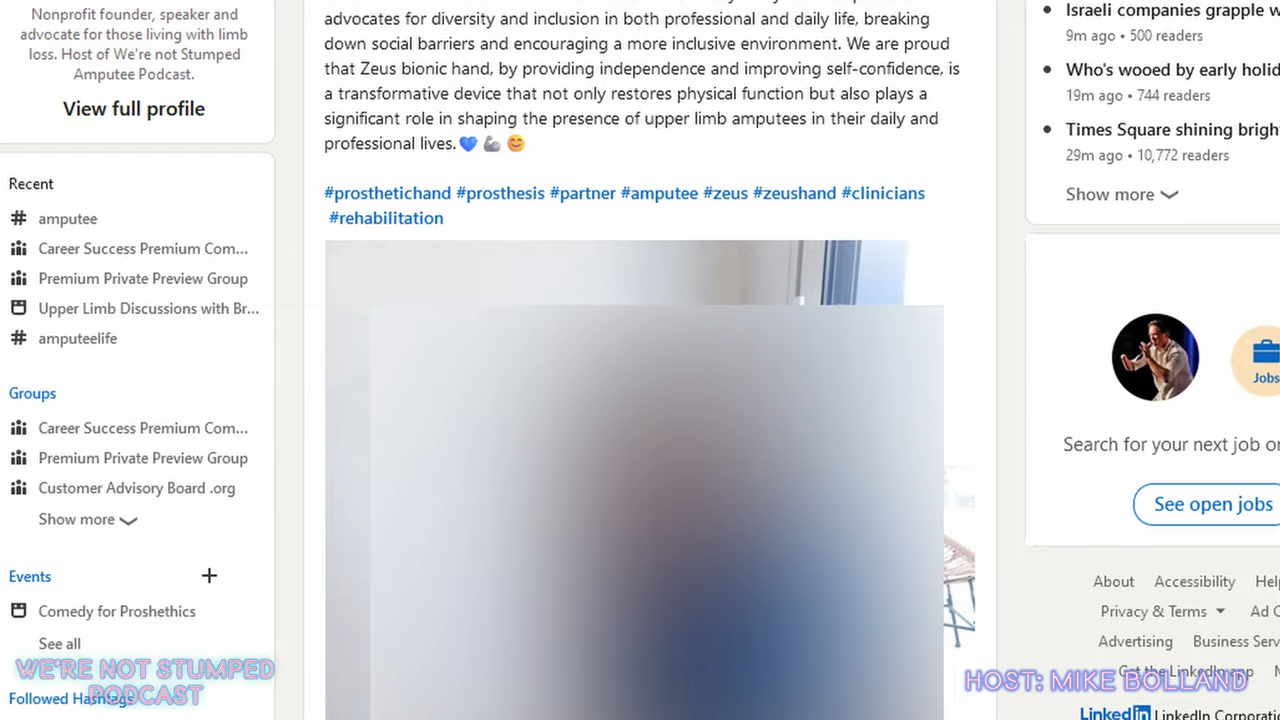 Nonprofit founder, speaker and
advocate for those living with limb
loss. Host of We're not Stumped
Amputee Podcast.
View full profile
Recent
amputee
Career Success Premium Com...
Premium Private Preview Group
Upper Limb Discussions with Br...
amputeelife
Groups
Career Success Premium Com...
Premium Private Preview Group
Customer Advisory Board .org
Show more
Events
Comedy for Proshethics
See all
WE'RE NOT STUMPED
PODCAST
Followed Hashtags
advocates for diversity and inclusion in both professional and daily life, breaking
down social barriers and encouraging a more inclusive environment. We are proud
that Zeus bionic hand, by providing independence and improving self-confidence, is
a transformative device that not only restores physical function but also plays a
significant role in shaping the presence of upper limb amputees in their daily and
professional lives.💙 🦾 😊
#prosthetichand #prosthesis #partner #amputee #zeus #zeushand #clinicians
#rehabilitation
Israeli companies grapple w
9m ago • 500 readers
Who's wooed by early holid
19m ago • 744 readers
Times Square shining brigh
29m ago • 10,772 readers
Show more
Jobs
Search for your next job o
See open jobs
About Accessibility Hel
Privacy & Terms Ad C
Advertising Business Serv
Get the LinkedIn app
HOST: MIKE BOLLAND
LinkedIn LinkedIn Corporatio